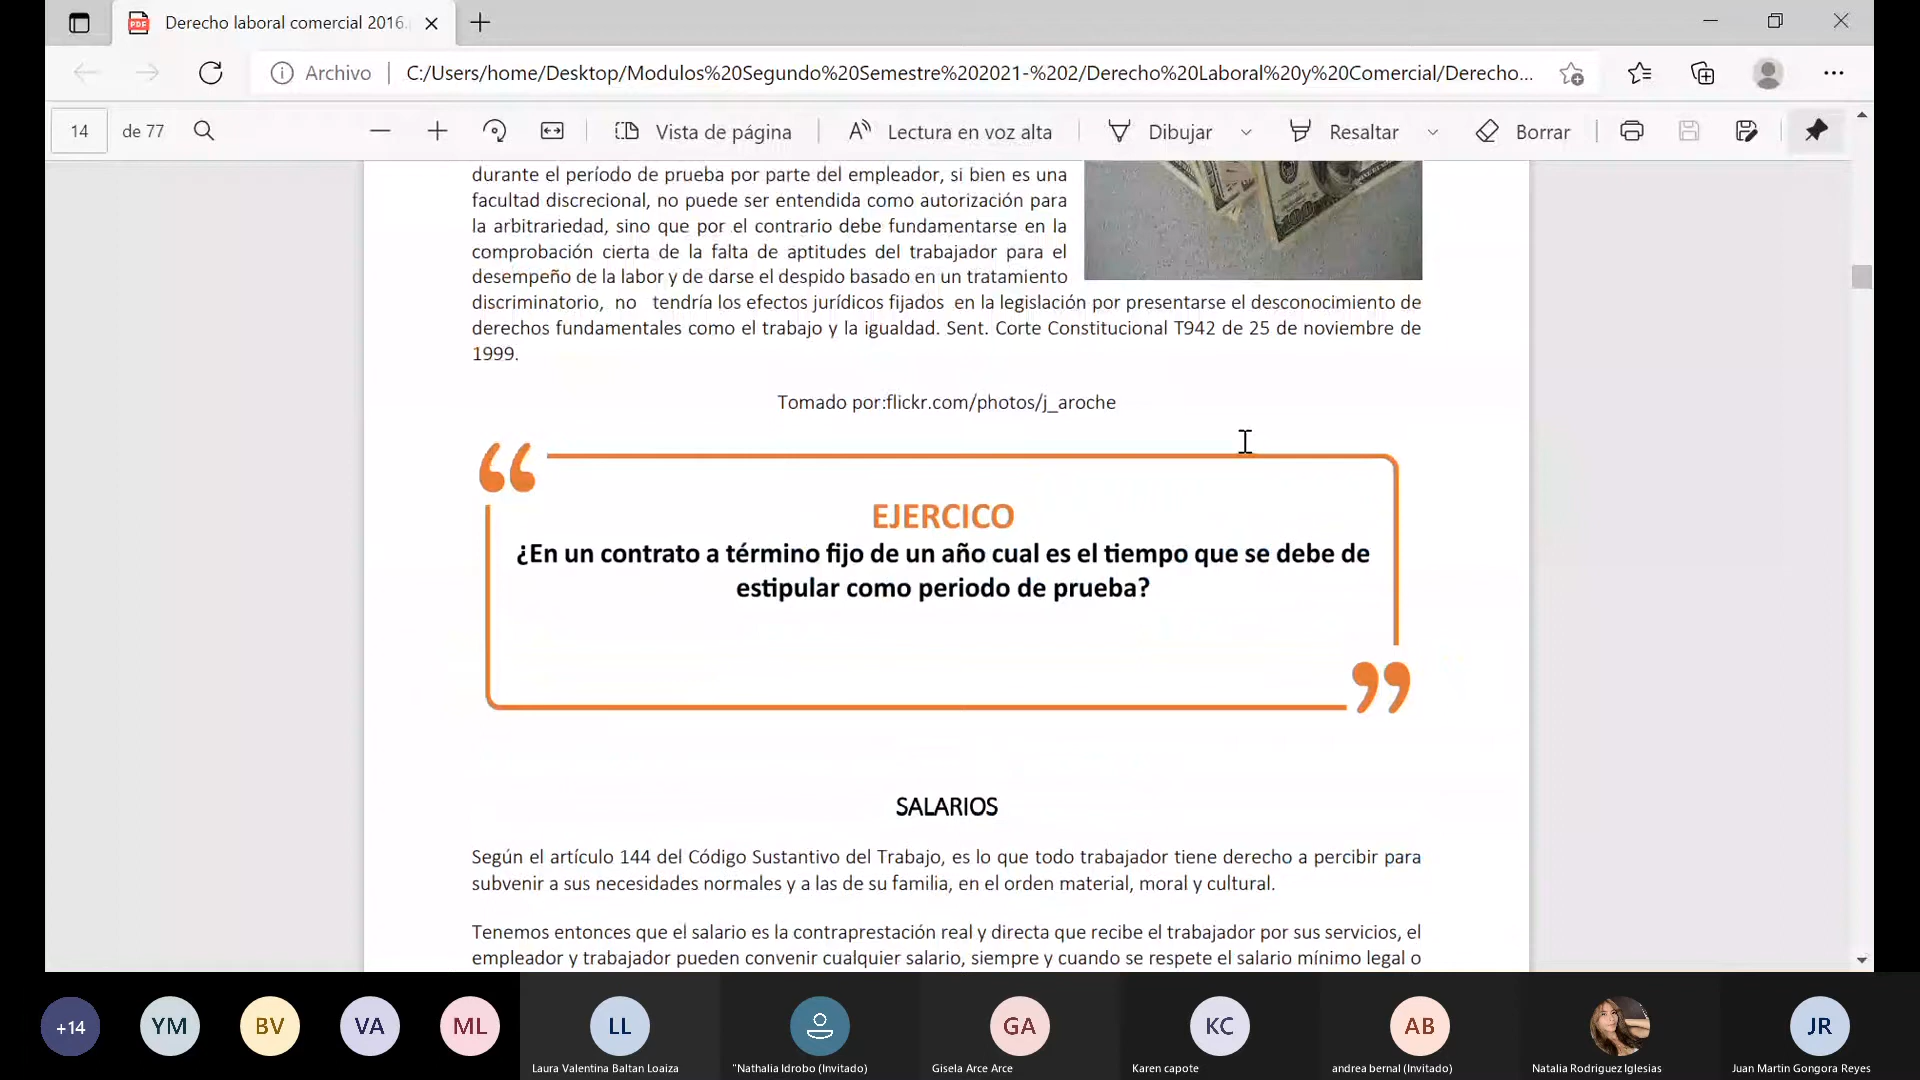 Derecho laboral comercial 2016.
Archivo
C:/Users/home/Desktop/Modulos%20Segundo%20Semestre%202021-%202/Derecho%20Laboral%20y%20Comercial/Derecho...
14 de 77
Vista de página
Lectura en voz alta
Dibujar
Resaltar
Borrar
durante el período de prueba por parte del empleador, si bien es una
facultad discrecional, no puede ser entendida como autorización para
la arbitrariedad, sino que por el contrario debe fundamentarse en la
comprobación cierta de la falta de aptitudes del trabajador para el
desempeño de la labor y de darse el despido basado en un tratamiento
discriminatorio, no tendría los efectos jurídicos fijados en la legislación por presentarse el desconocimiento de
derechos fundamentales como el trabajo y la igualdad. Sent. Corte Constitucional T942 de 25 de noviembre de
1999.
Tomado por:flickr.com/photos/j_aroche
EJERCICO
¿En un contrato a término fijo de un año cual es el tiempo que se debe de
estipular como periodo de prueba?
SALARIOS
Según el artículo 144 del Código Sustantivo del Trabajo, es lo que todo trabajador tiene derecho a percibir para
subvenir a sus necesidades normales y a las de su familia, en el orden material, moral y cultural.
Tenemos entonces que el salario es la contraprestación real y directa que recibe el trabajador por sus servicios, el
empleador y trabajador pueden convenir cualquier salario, siempre y cuando se respete el salario mínimo legal o
+14
YM
BV
VA
ML
LL
GA
KC
AB
JR
Laura Valentina Baltan Loaiza
"Nathalia Idrobo (Invitado)
Gisela Arce Arce
Karen capote
andrea bernal (Invitado)
Natalia Rodriguez Iglesias
Juan Martin Gongora Reyes